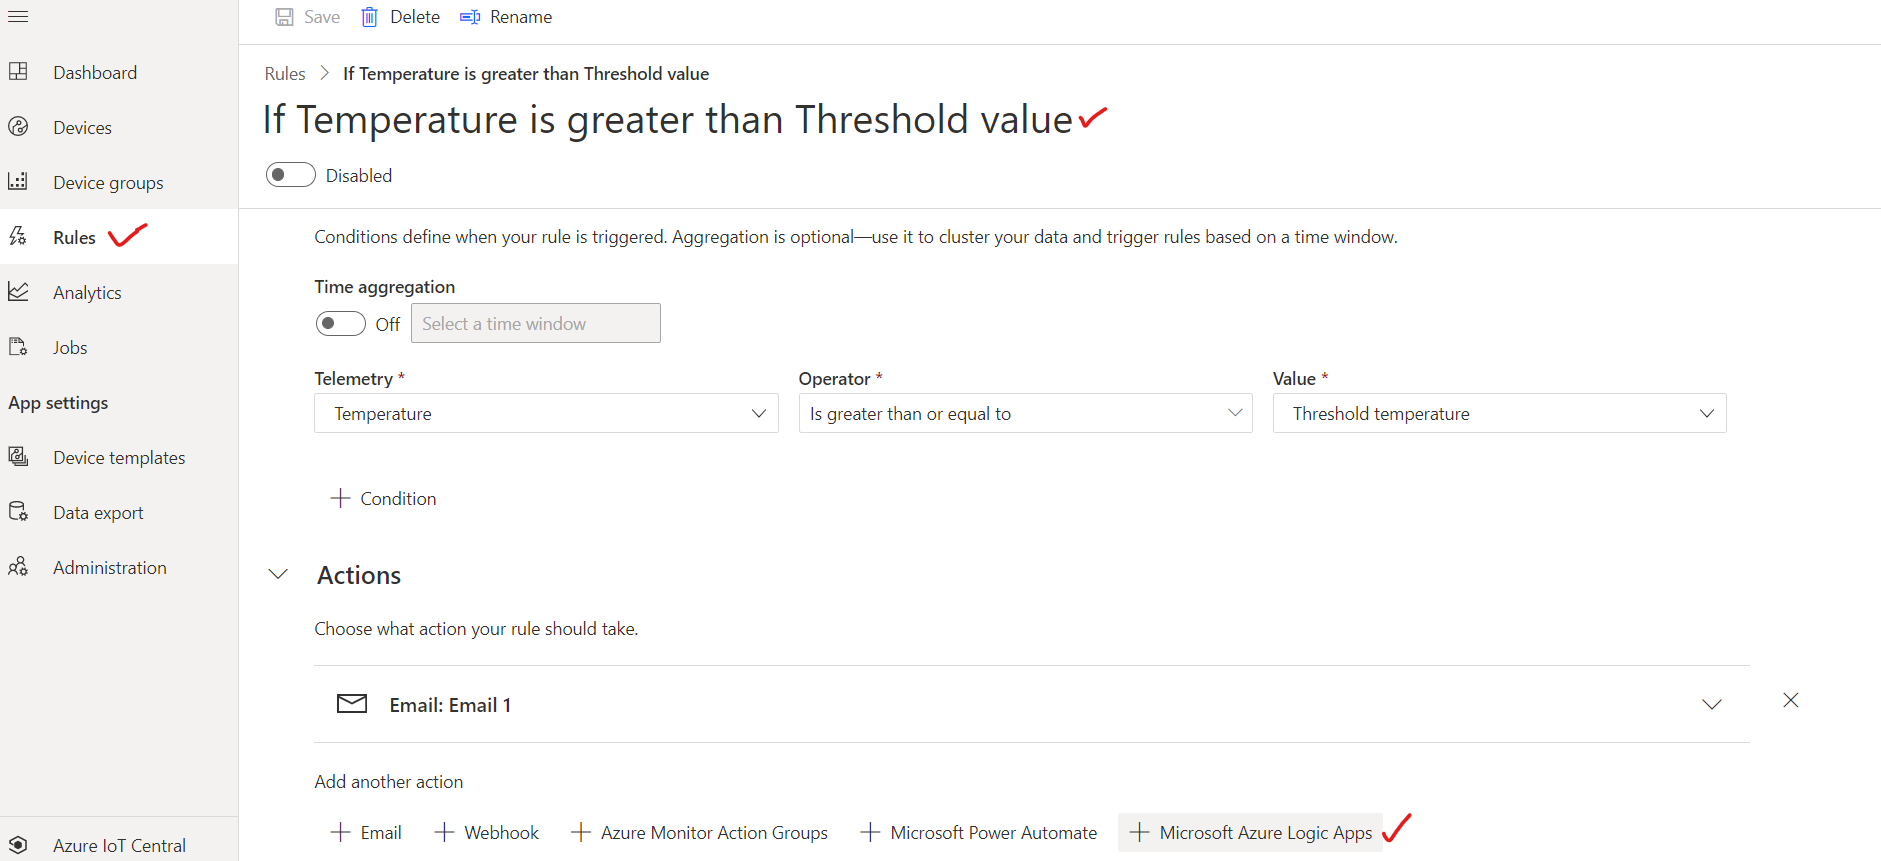 Save Delete Rename
Dashboard
Devices
Device groups
Rules
Analytics
Jobs
App settings
Device templates
Data export
Administration
Azure IoT Central
Rules > If Temperature is greater than Threshold value
If Temperature is greater than Threshold value
Disabled
Conditions define when your rule is triggered. Aggregation is optional—use it to cluster your data and trigger rules based on a time window.
Time aggregation
Off Select a time window
Telemetry * Operator * Value *
Temperature Is greater than or equal to Threshold temperature
+ Condition
Actions
Choose what action your rule should take.
Email: Email 1
Add another action
+ Email + Webhook + Azure Monitor Action Groups + Microsoft Power Automate + Microsoft Azure Logic Apps